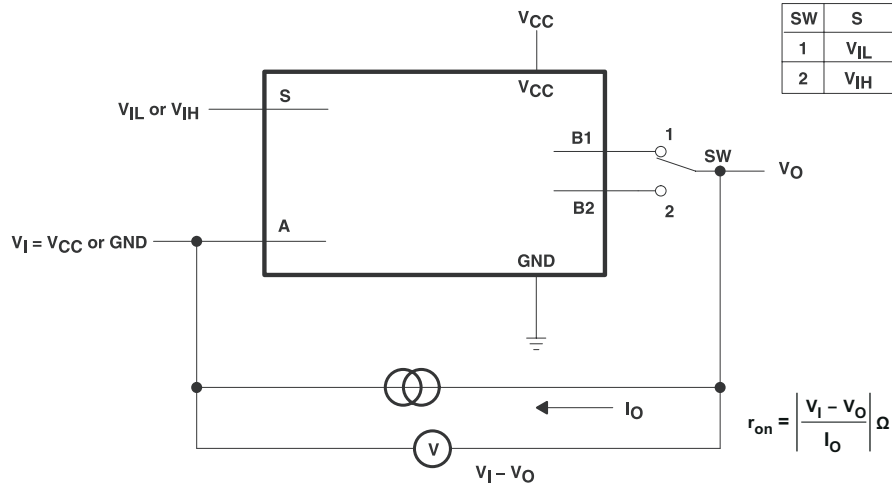 VCC
SW S
1 VIL
2 VIH
VCC
S
VIL or VIH
B1
1
SW
VO
B2
2
A
VI = VCC or GND
GND
IO
ron = | VI – VO / IO | Ω
V
VI – VO